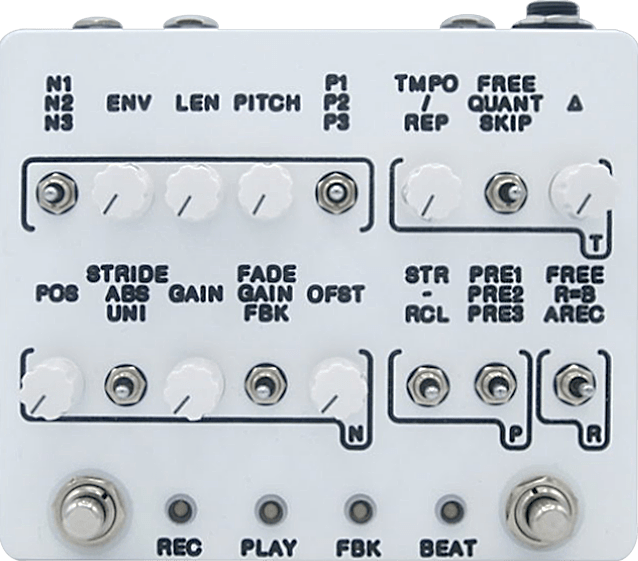 N1 ENV LEN PITCH P1 TMPO FREE Δ
N2 P2 / QUANT
N3 P3 REP SKIP
T
POS STRIDE GAIN FADE OFST STR PRE1 FREE
ABS GAIN - PRE2 R=B
UNI FBK RCL PRE3 AREC
N P R
REC PLAY FBK BEAT